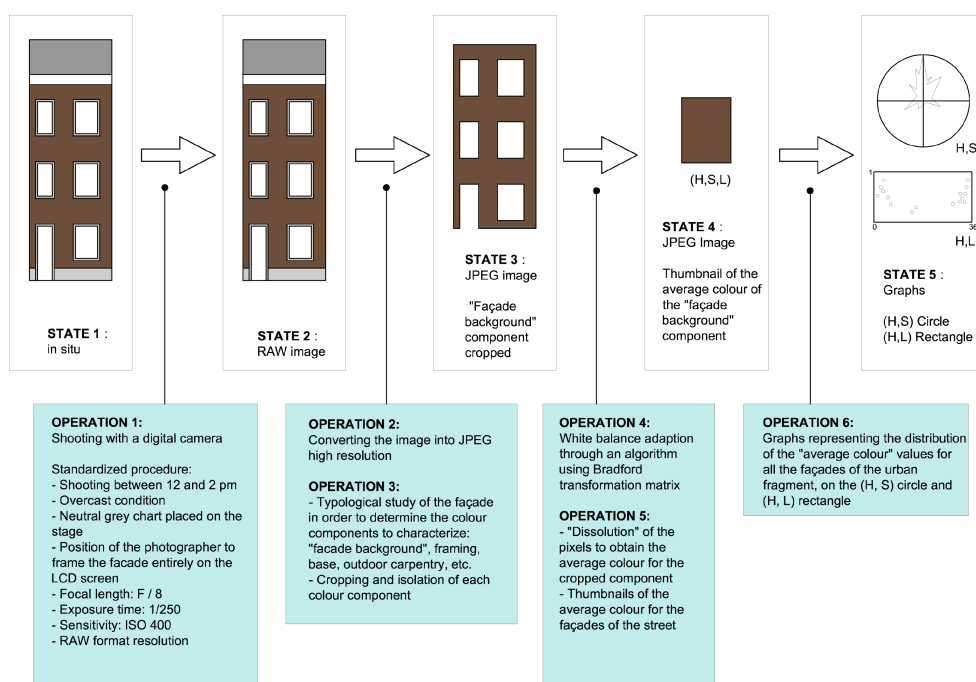 STATE 1 :
in situ
STATE 2 :
RAW image
STATE 3 :
JPEG image
"Façade
background"
component
cropped
(H,S,L)
STATE 4 :
JPEG Image
Thumbnail of the
average colour of
the "façade
background"
component
H,S
1
0
36
H,L
STATE 5 :
Graphs
(H,S) Circle
(H,L) Rectangle
OPERATION 1:
Shooting with a digital camera
Standardized procedure:
- Shooting between 12 and 2 pm
- Overcast condition
- Neutral grey chart placed on the
stage
- Position of the photographer to
frame the facade entirely on the
LCD screen
- Focal length: F / 8
- Exposure time: 1/250
- Sensitivity: ISO 400
- RAW format resolution
OPERATION 2:
Converting the image into JPEG
high resolution
OPERATION 3:
- Typological study of the façade
in order to determine the colour
components to characterize:
"facade background", framing,
base, outdoor carpentry, etc.
- Cropping and isolation of each
colour component
OPERATION 4:
White balance adaption
through an algorithm
using Bradford
transformation matrix
OPERATION 5:
- "Dissolution" of the
pixels to obtain the
average colour for the
cropped component
- Thumbnails of the
average colour for the
façades of the street
OPERATION 6:
Graphs representing the distribution
of the "average colour" values for
all the façades of the urban
fragment, on the (H, S) circle and
(H, L) rectangle